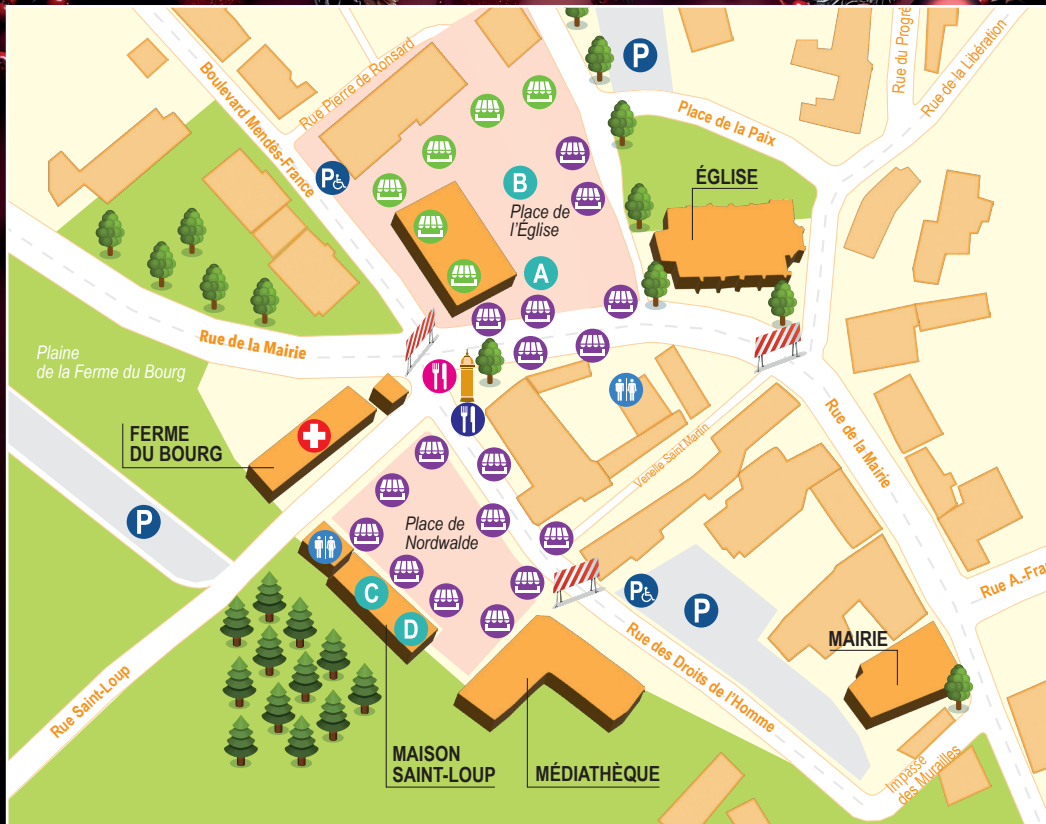 P
Rue du Progrè
Rue de la Libération
Rue Pierre de Ronsard
Boulevard Mendès-France
Place de la Paix
P
ÉGLISE
B
Place de
l'Église
A
Rue de la Mairie
Plaine
de la Ferme du Bourg
FERME
DU BOURG
P
Venelle Saint Martin
Rue de la Mairie
Place de
Nordwalde
C
D
P
P
Rue A.-Fra
MAIRIE
Rue des Droits de l'Homme
Rue Saint-Loup
MAISON
SAINT-LOUP
MÉDIATHÈQUE
Impasse
des Murailles